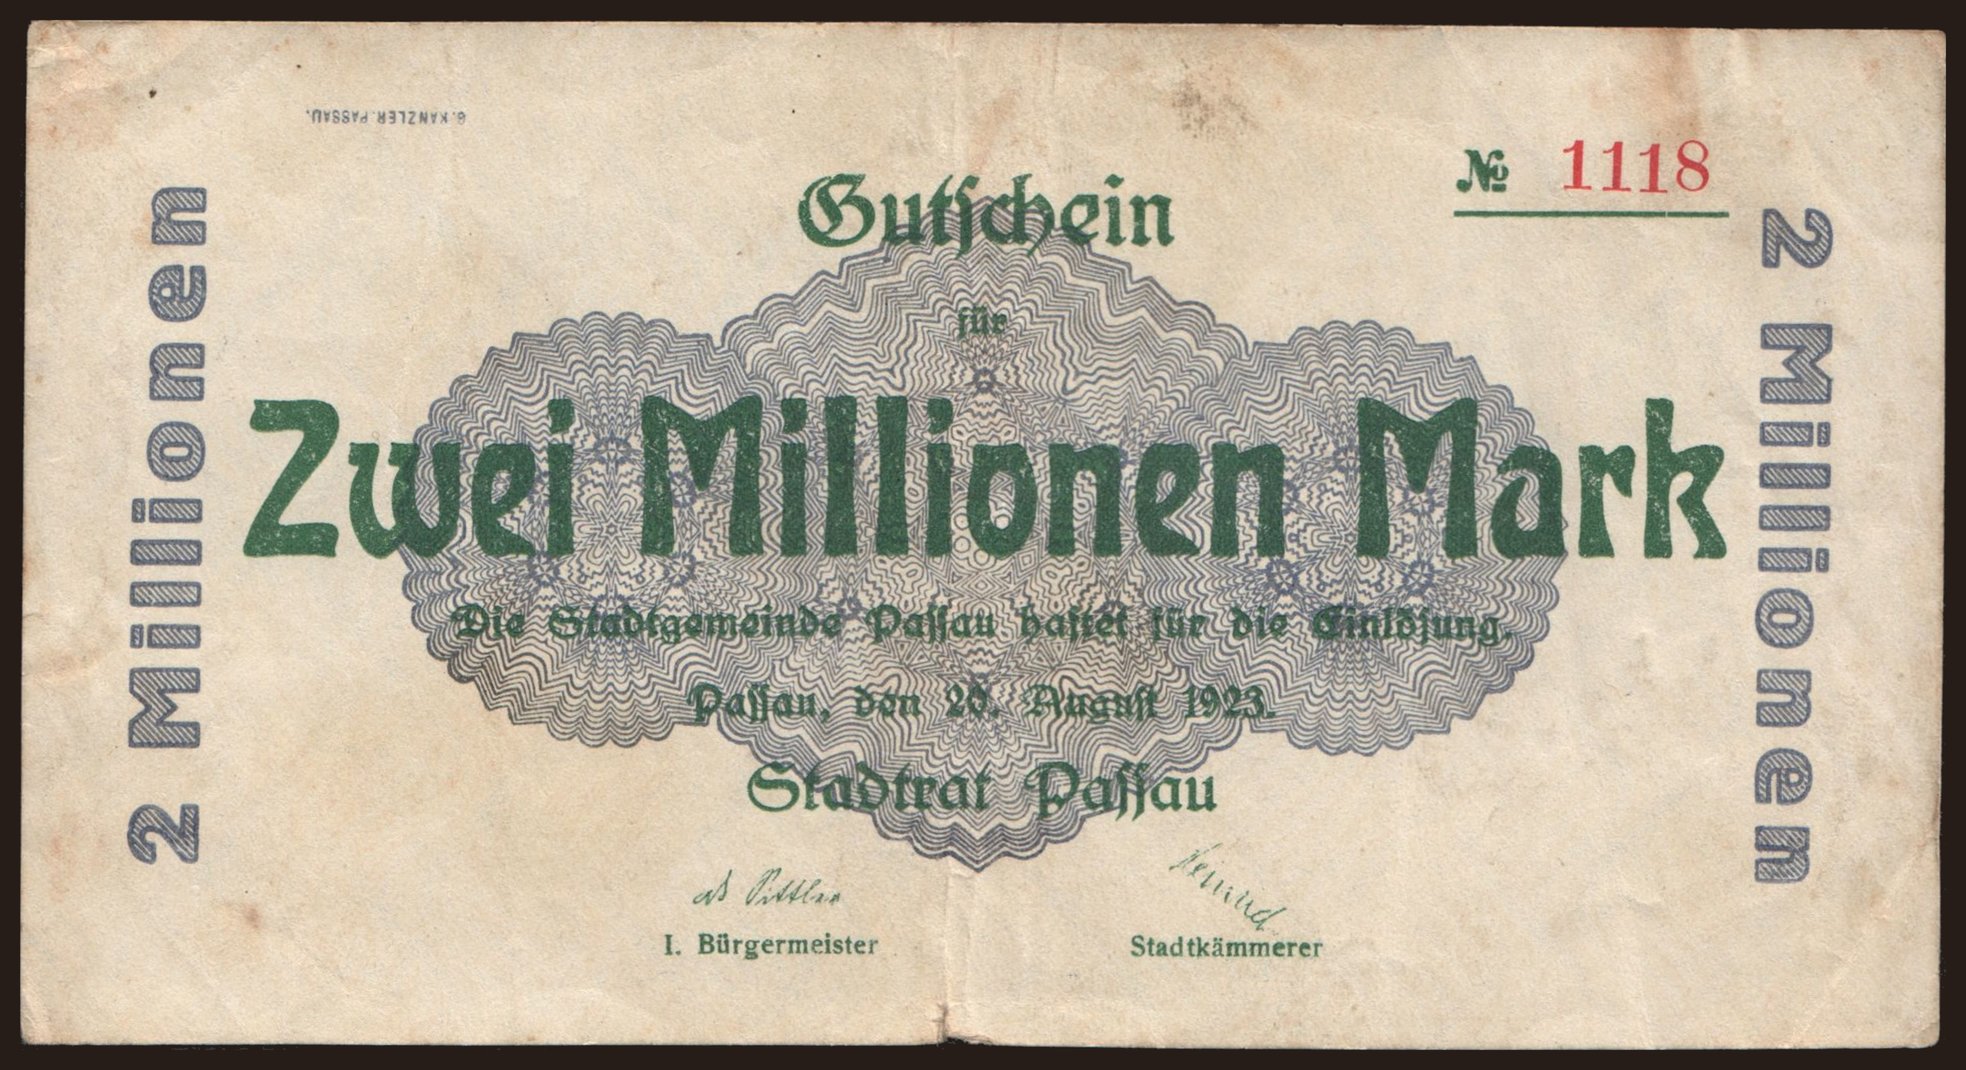 G. KANZLER. PASSAU.
№ 1118
Gutschein
für
Zwei Millionen Mark
Die Stadtgemeinde Passau haftet für die Einlösung.
Passau, den 20. August 1923.
Stadtrat Passau
I. Bürgermeister
Stadtkämmerer
2 Millionen
2 Millionen